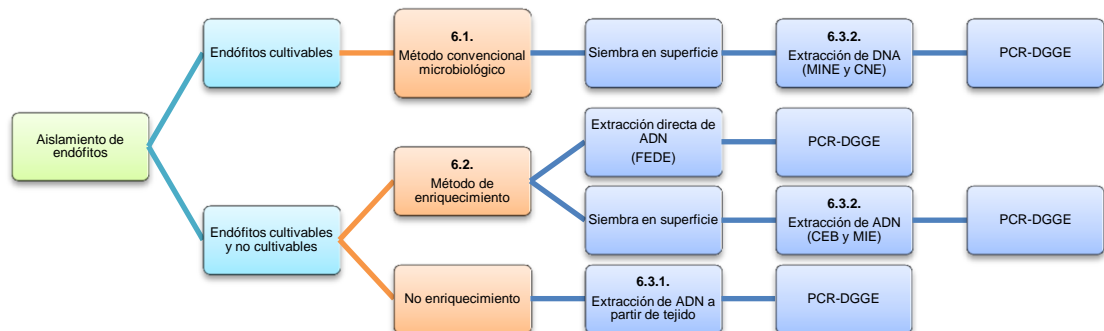 Aislamiento de
endófitos
Endófitos cultivables
6.1.
Método convencional
microbiológico
Siembra en superficie
6.3.2.
Extracción de DNA
(MINE y CNE)
PCR-DGGE
Endófitos cultivables
y no cultivables
6.2.
Método de
enriquecimiento
Extracción directa de
ADN
(FEDE)
PCR-DGGE
Siembra en superficie
6.3.2.
Extracción de ADN
(CEB y MIE)
PCR-DGGE
No enriquecimiento
6.3.1.
Extracción de ADN a
partir de tejido
PCR-DGGE